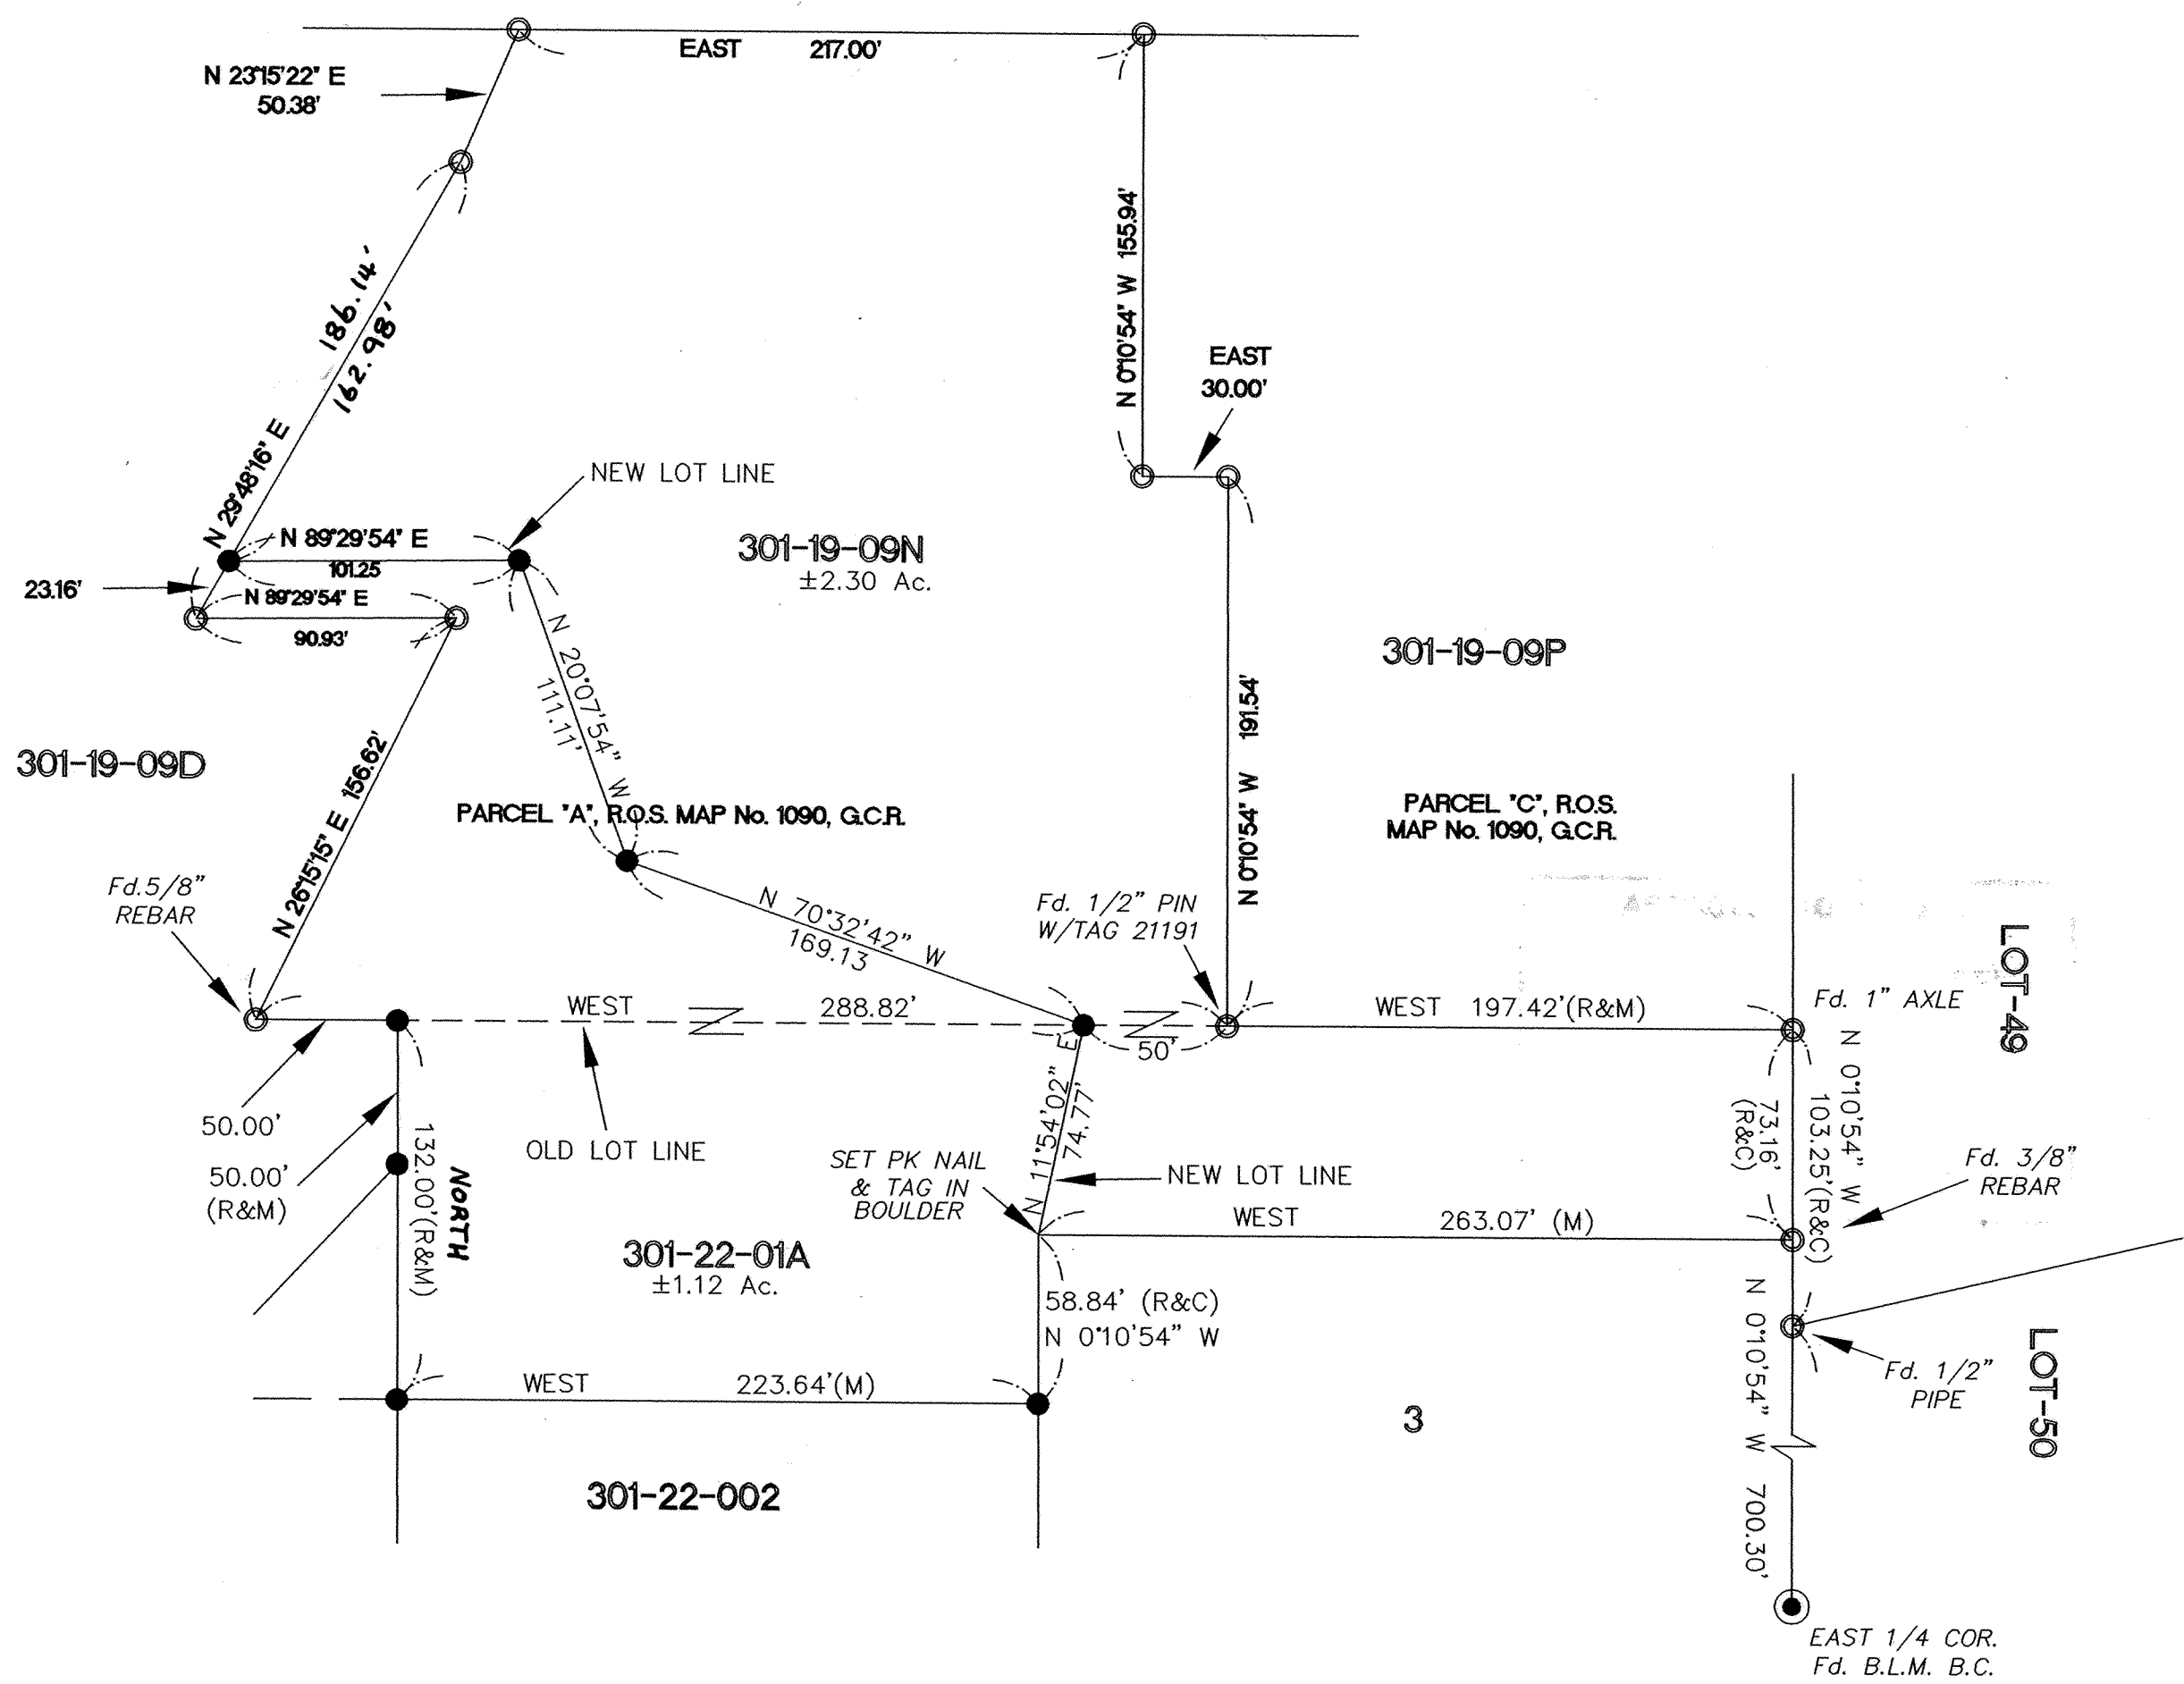 EAST 217.00'
N 23°15'22" E
50.38'
186.14'
162.98'
N 29°48'16" E
N 0°10'54" W 155.94'
EAST
30.00'
NEW LOT LINE
N 89°29'54" E
101.25
301-19-09N
±2.30 Ac.
23.16'
N 89°29'54" E
90.93'
N 20°07'54" W
111.11'
301-19-09P
N 0°10'54" W 191.54'
301-19-09D
N 26°15'15" E 156.62'
PARCEL "A", R.O.S. MAP No. 1090, G.C.R.
PARCEL "C", R.O.S.
MAP No. 1090, G.C.R.
Fd.5/8"
REBAR
N 70°32'42" W
169.13
Fd. 1/2" PIN
W/TAG 21191
LOT-49
WEST 288.82'
50'
WEST 197.42'(R&M)
Fd. 1" AXLE
50.00'
50.00'
(R&M)
132.00'(R&M)
NORTH
OLD LOT LINE
N 11°54'02" E
74.77'
SET PK NAIL
& TAG IN
BOULDER
NEW LOT LINE
N 0°10'54" W
103.25'(R&C)
73.16'
(R&C)
Fd. 3/8"
REBAR
WEST 263.07' (M)
301-22-01A
±1.12 Ac.
58.84' (R&C)
N 0°10'54" W
WEST 223.64'(M)
N 0°10'54" W 700.30'
Fd. 1/2"
PIPE
LOT-50
3
301-22-002
EAST 1/4 COR.
Fd. B.L.M. B.C.